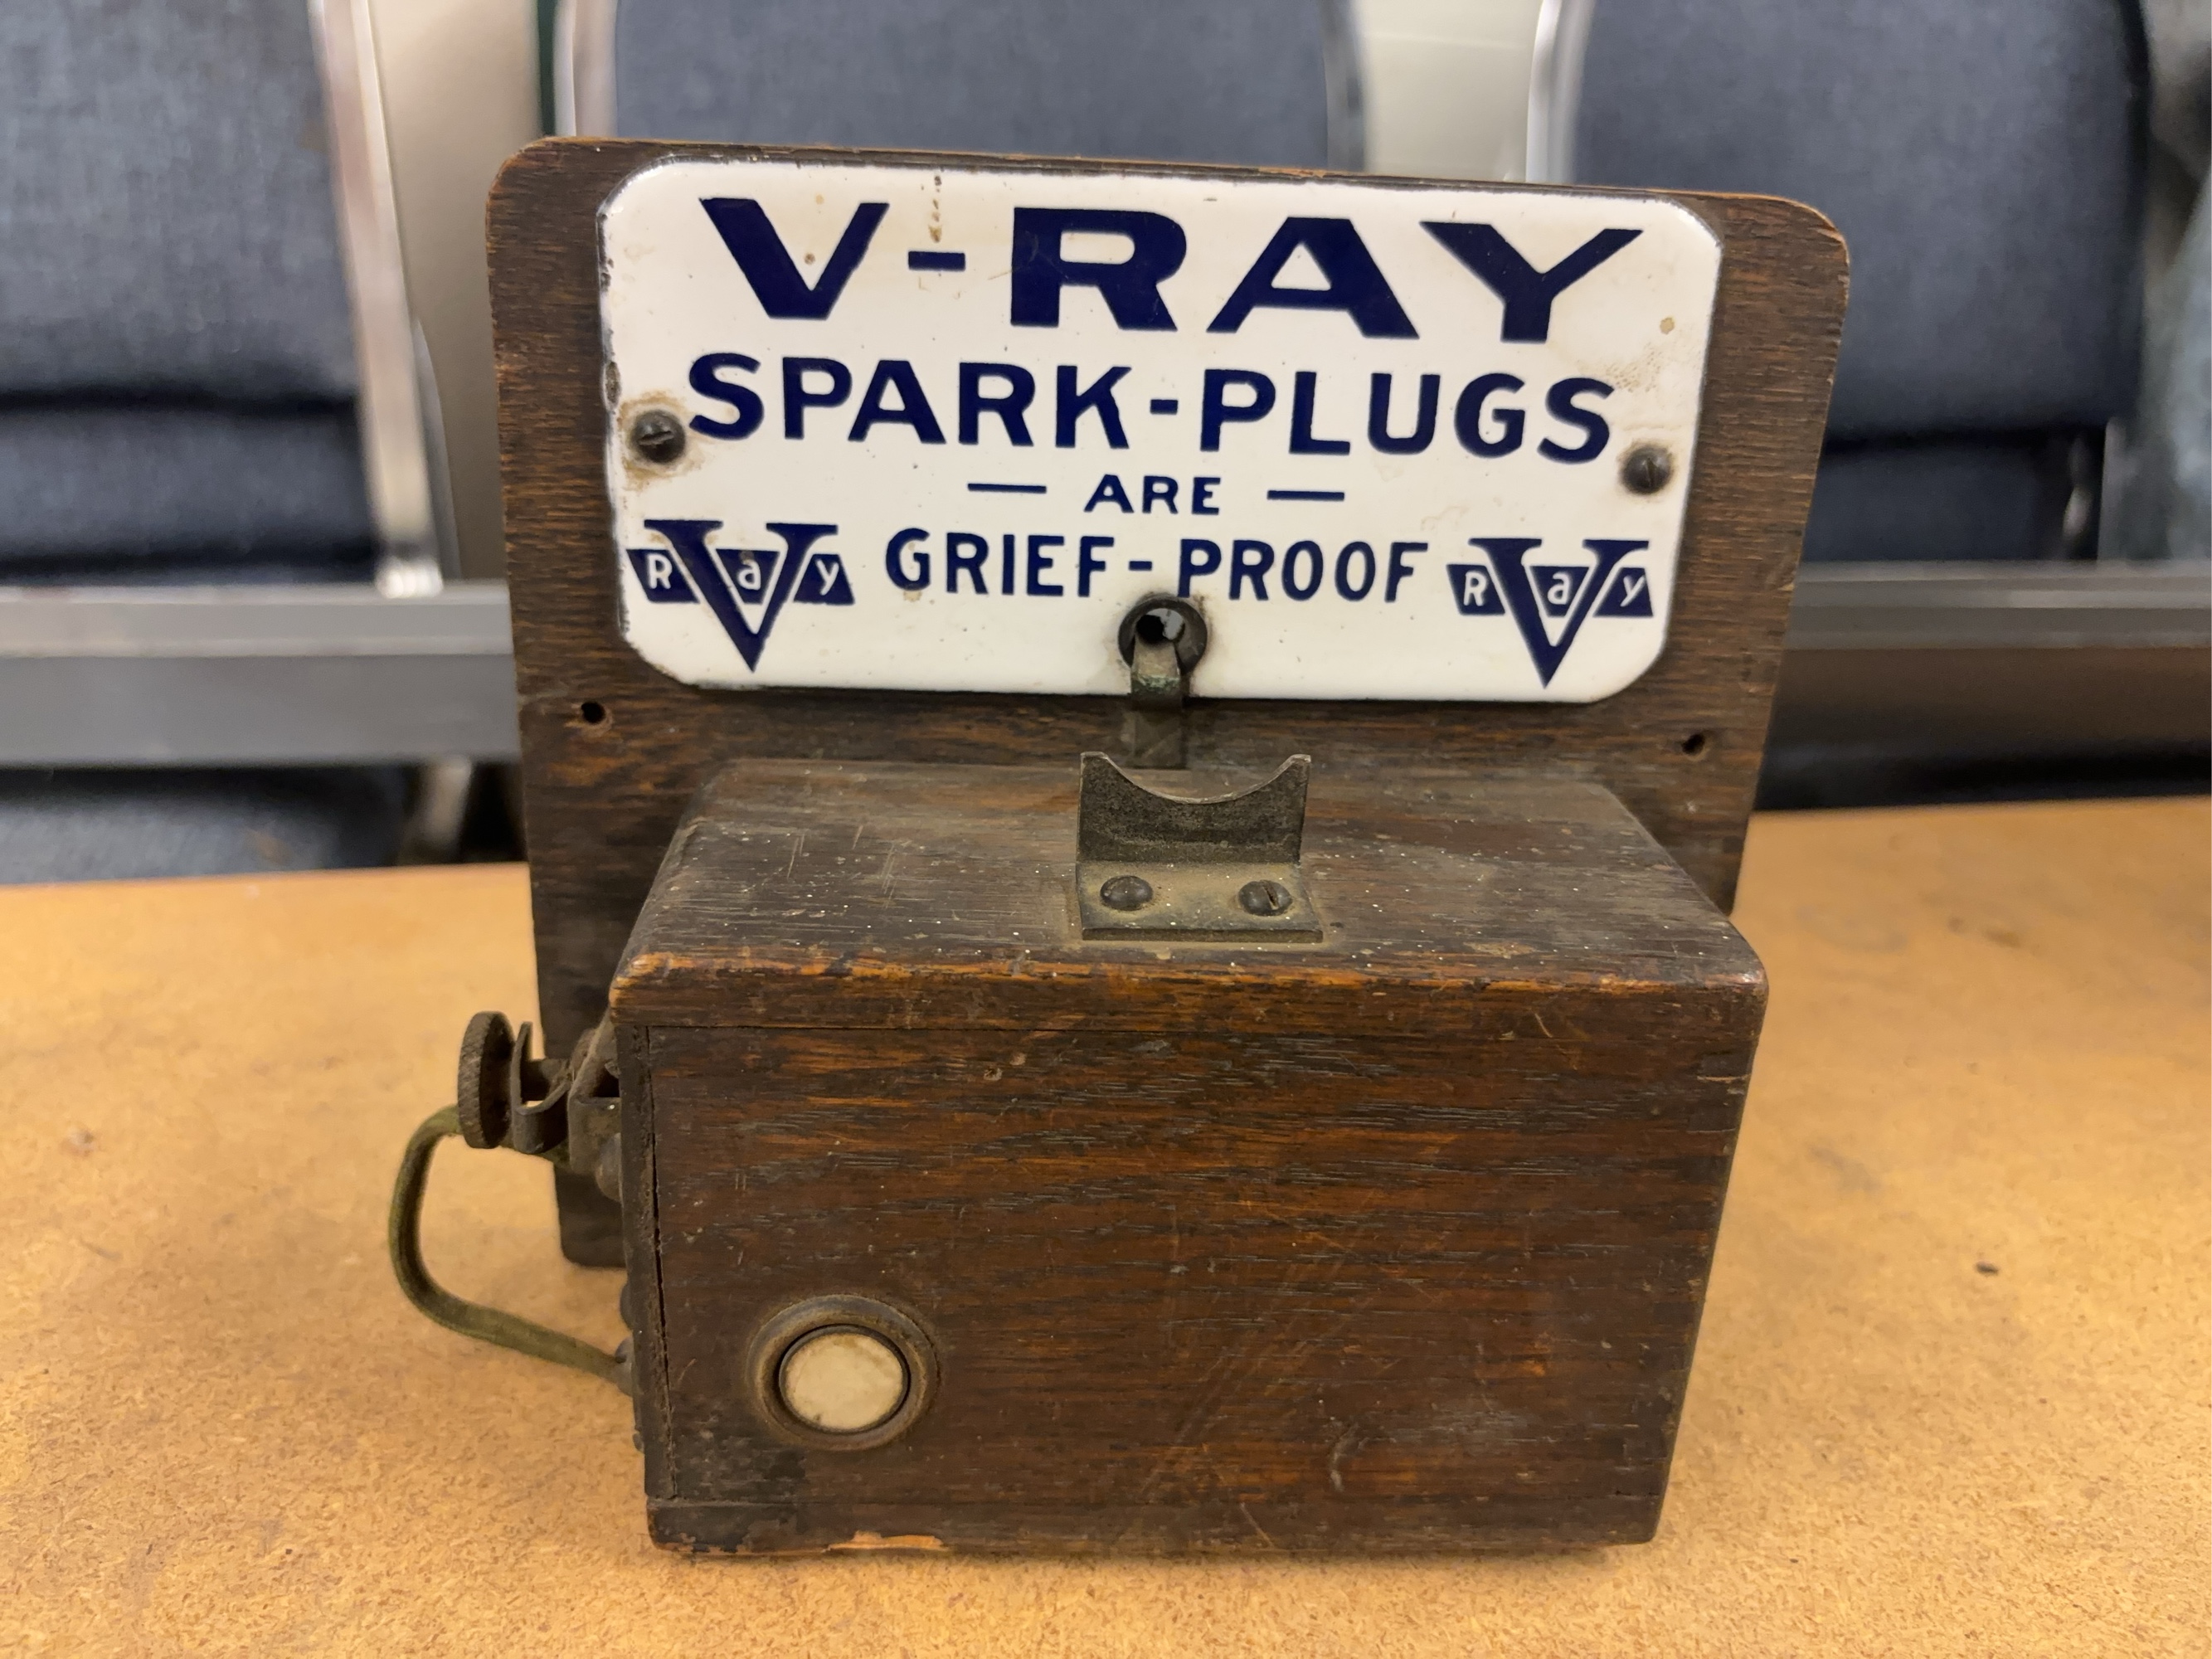 V-RAY
SPARK-PLUGS
— ARE —
Ray V GRIEF-PROOF Ray V